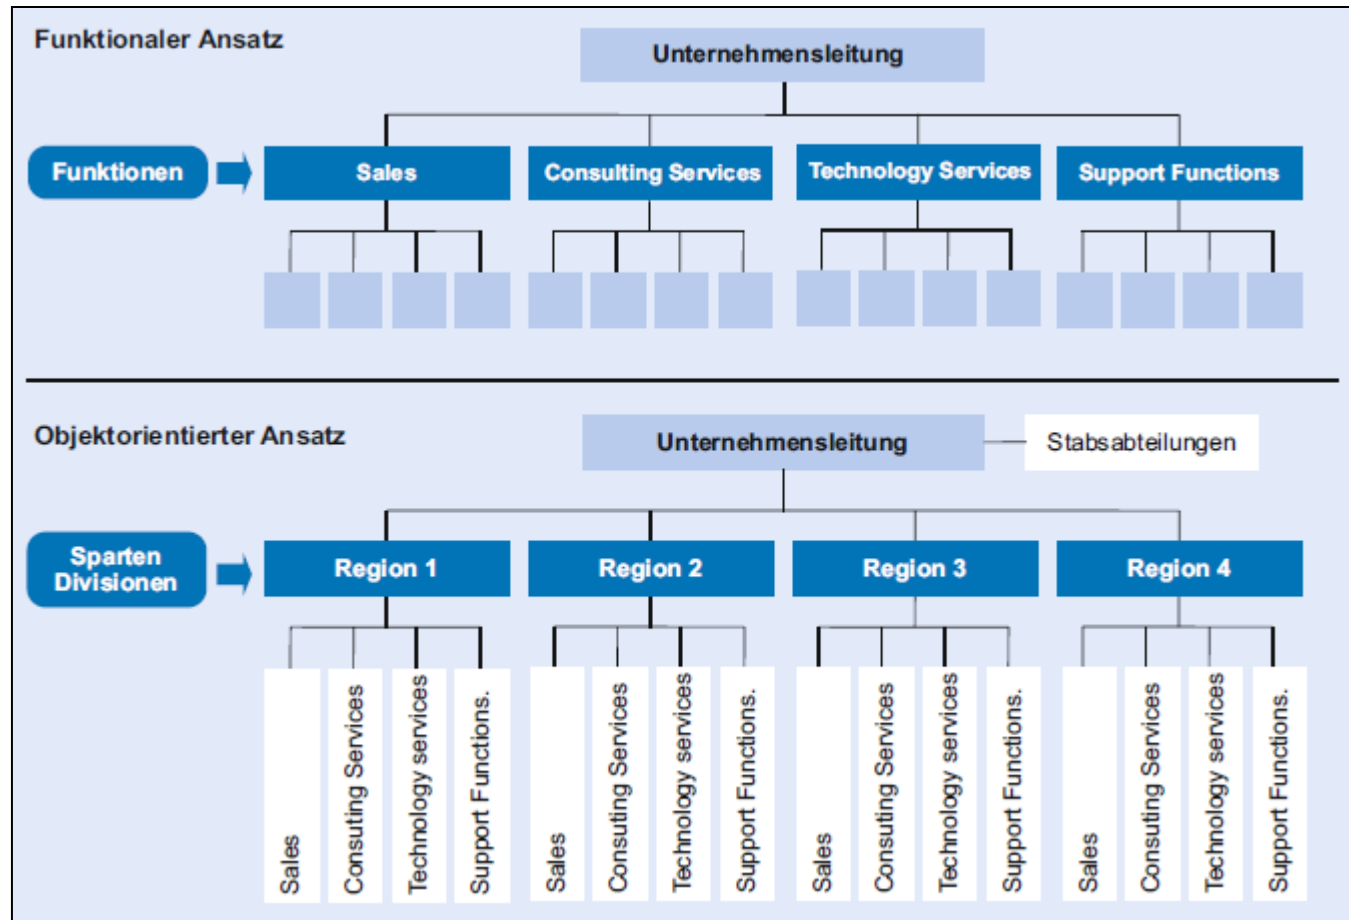 Funktionaler Ansatz
Unternehmensleitung
Funktionen
Sales
Consulting Services
Technology Services
Support Functions
Objektorientierter Ansatz
Unternehmensleitung
Stabsabteilungen
Sparten
Divisionen
Region 1
Region 2
Region 3
Region 4
Sales
Consuting Services
Technology services
Support Functions.
Sales
Consuting Services
Technology services
Support Functions.
Sales
Consuting Services
Technology services
Support Functions.
Sales
Consuting Services
Technology services
Support Functions.